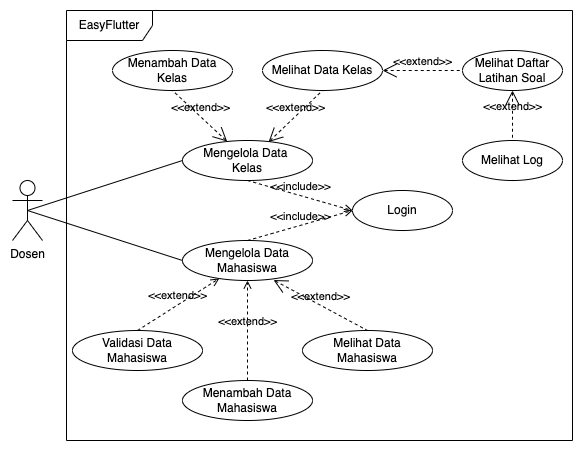 EasyFlutter
Menambah Data
Kelas
Melihat Data Kelas
<<extend>>
Melihat Daftar
Latihan Soal
<<extend>>
<<extend>>
<<extend>>
Mengelola Data
Kelas
Melihat Log
<<include>>
Login
<<include>>
Dosen
Mengelola Data
Mahasiswa
<<extend>>
<<extend>>
<<extend>>
Validasi Data
Mahasiswa
Melihat Data
Mahasiswa
Menambah Data
Mahasiswa